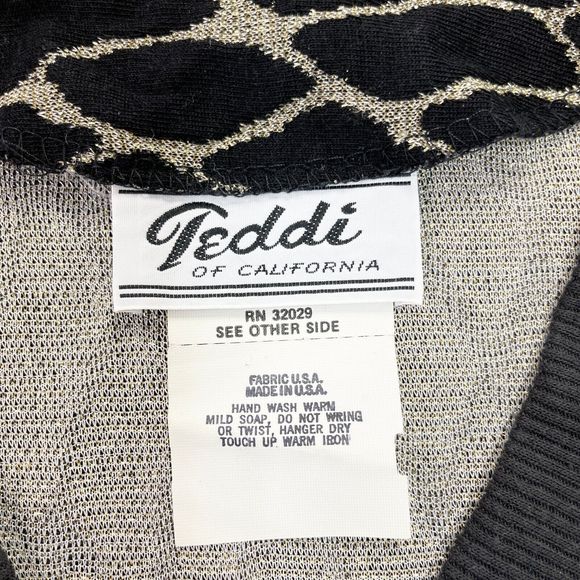 Teddi
OF CALIFORNIA
RN 32029
SEE OTHER SIDE
FABRIC U.S.A.
MADE IN U.S.A.
HAND WASH WARM
MILD SOAP, DO NOT WRING
OR TWIST, HANGER DRY
TOUCH UP WARM IRON